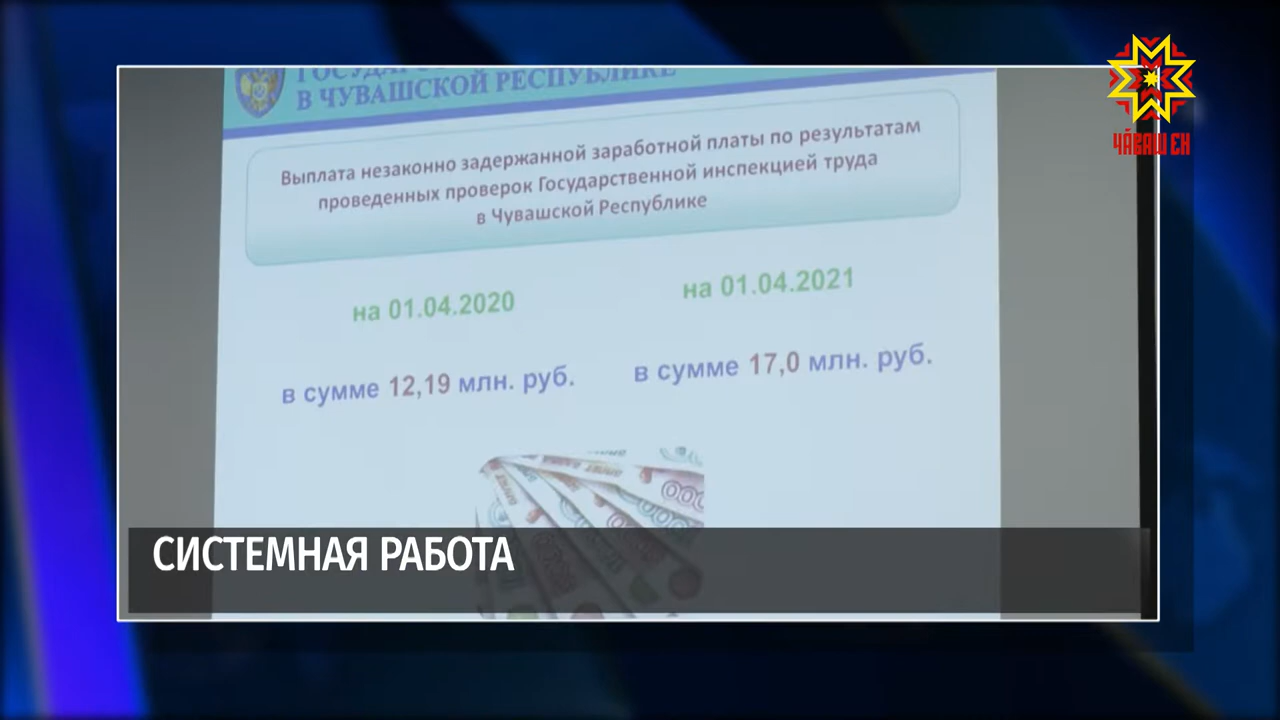 В ЧУВАШСКОЙ РЕСПУБЛИКЕ
Выплата незаконно задержанной заработной платы по результатам
проведенных проверок Государственной инспекцией труда
в Чувашской Республике
на 01.04.2020
на 01.04.2021
в сумме 12,19 млн. руб.
в сумме 17,0 млн. руб.
СИСТЕМНАЯ РАБОТА
ЧĂВАШ ЕН